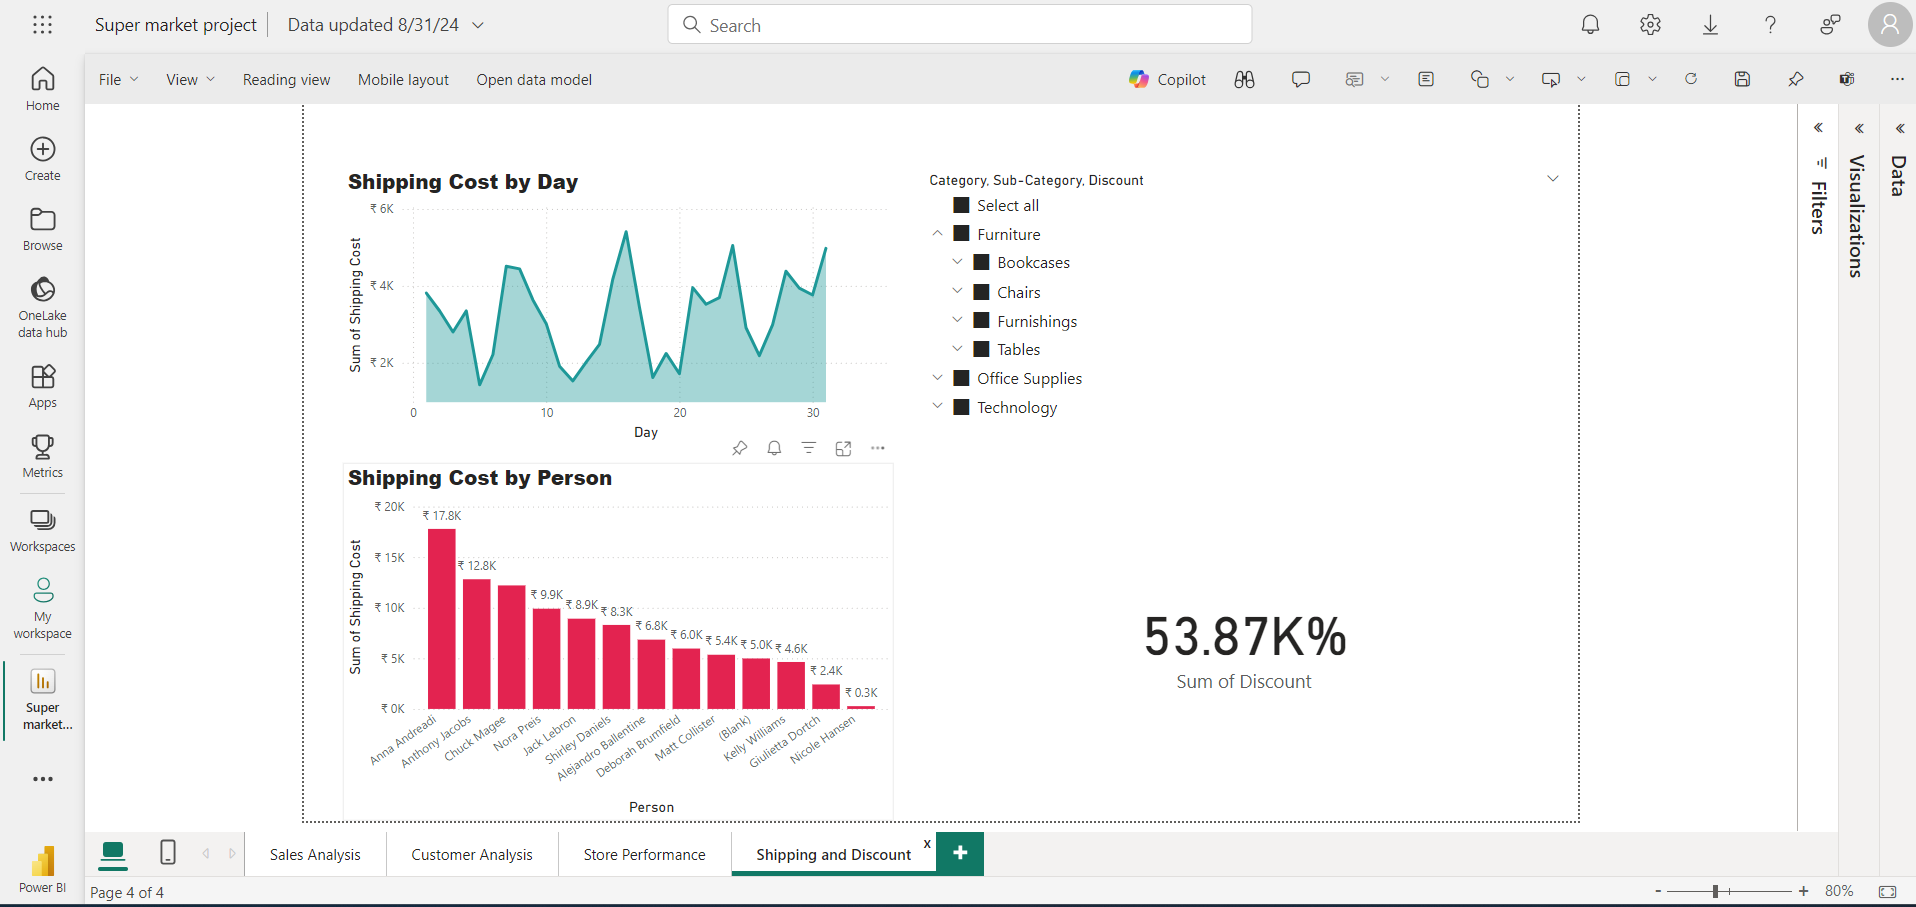 Super market project
Data updated 8/31/24
Search
File
View
Reading view
Mobile layout
Open data model
Copilot
Home
Create
Browse
OneLake
data hub
Apps
Metrics
Workspaces
My
workspace
Super
market...
Power BI
Shipping Cost by Day
₹ 6K
₹ 4K
₹ 2K
Sum of Shipping Cost
0
10
20
30
Day
Category, Sub-Category, Discount
Select all
Furniture
Bookcases
Chairs
Furnishings
Tables
Office Supplies
Technology
Filters
Visualizations
Data
Shipping Cost by Person
₹ 20K
₹ 15K
₹ 10K
₹ 5K
₹ 0K
Sum of Shipping Cost
₹ 17.8K
₹ 12.8K
₹ 9.9K
₹ 8.9K
₹ 8.3K
₹ 6.8K
₹ 6.0K
₹ 5.4K
₹ 5.0K
₹ 4.6K
₹ 2.4K
₹ 0.3K
Anna Andreadi
Anthony Jacobs
Chuck Magee
Nora Preis
Jack Lebron
Shirley Daniels
Alejandro Ballentine
Deborah Brumfield
Matt Collister
(Blank)
Kelly Williams
Giulietta Dortch
Nicole Hansen
Person
53.87K%
Sum of Discount
Sales Analysis
Customer Analysis
Store Performance
Shipping and Discount
x
+
Page 4 of 4
-
+
80%